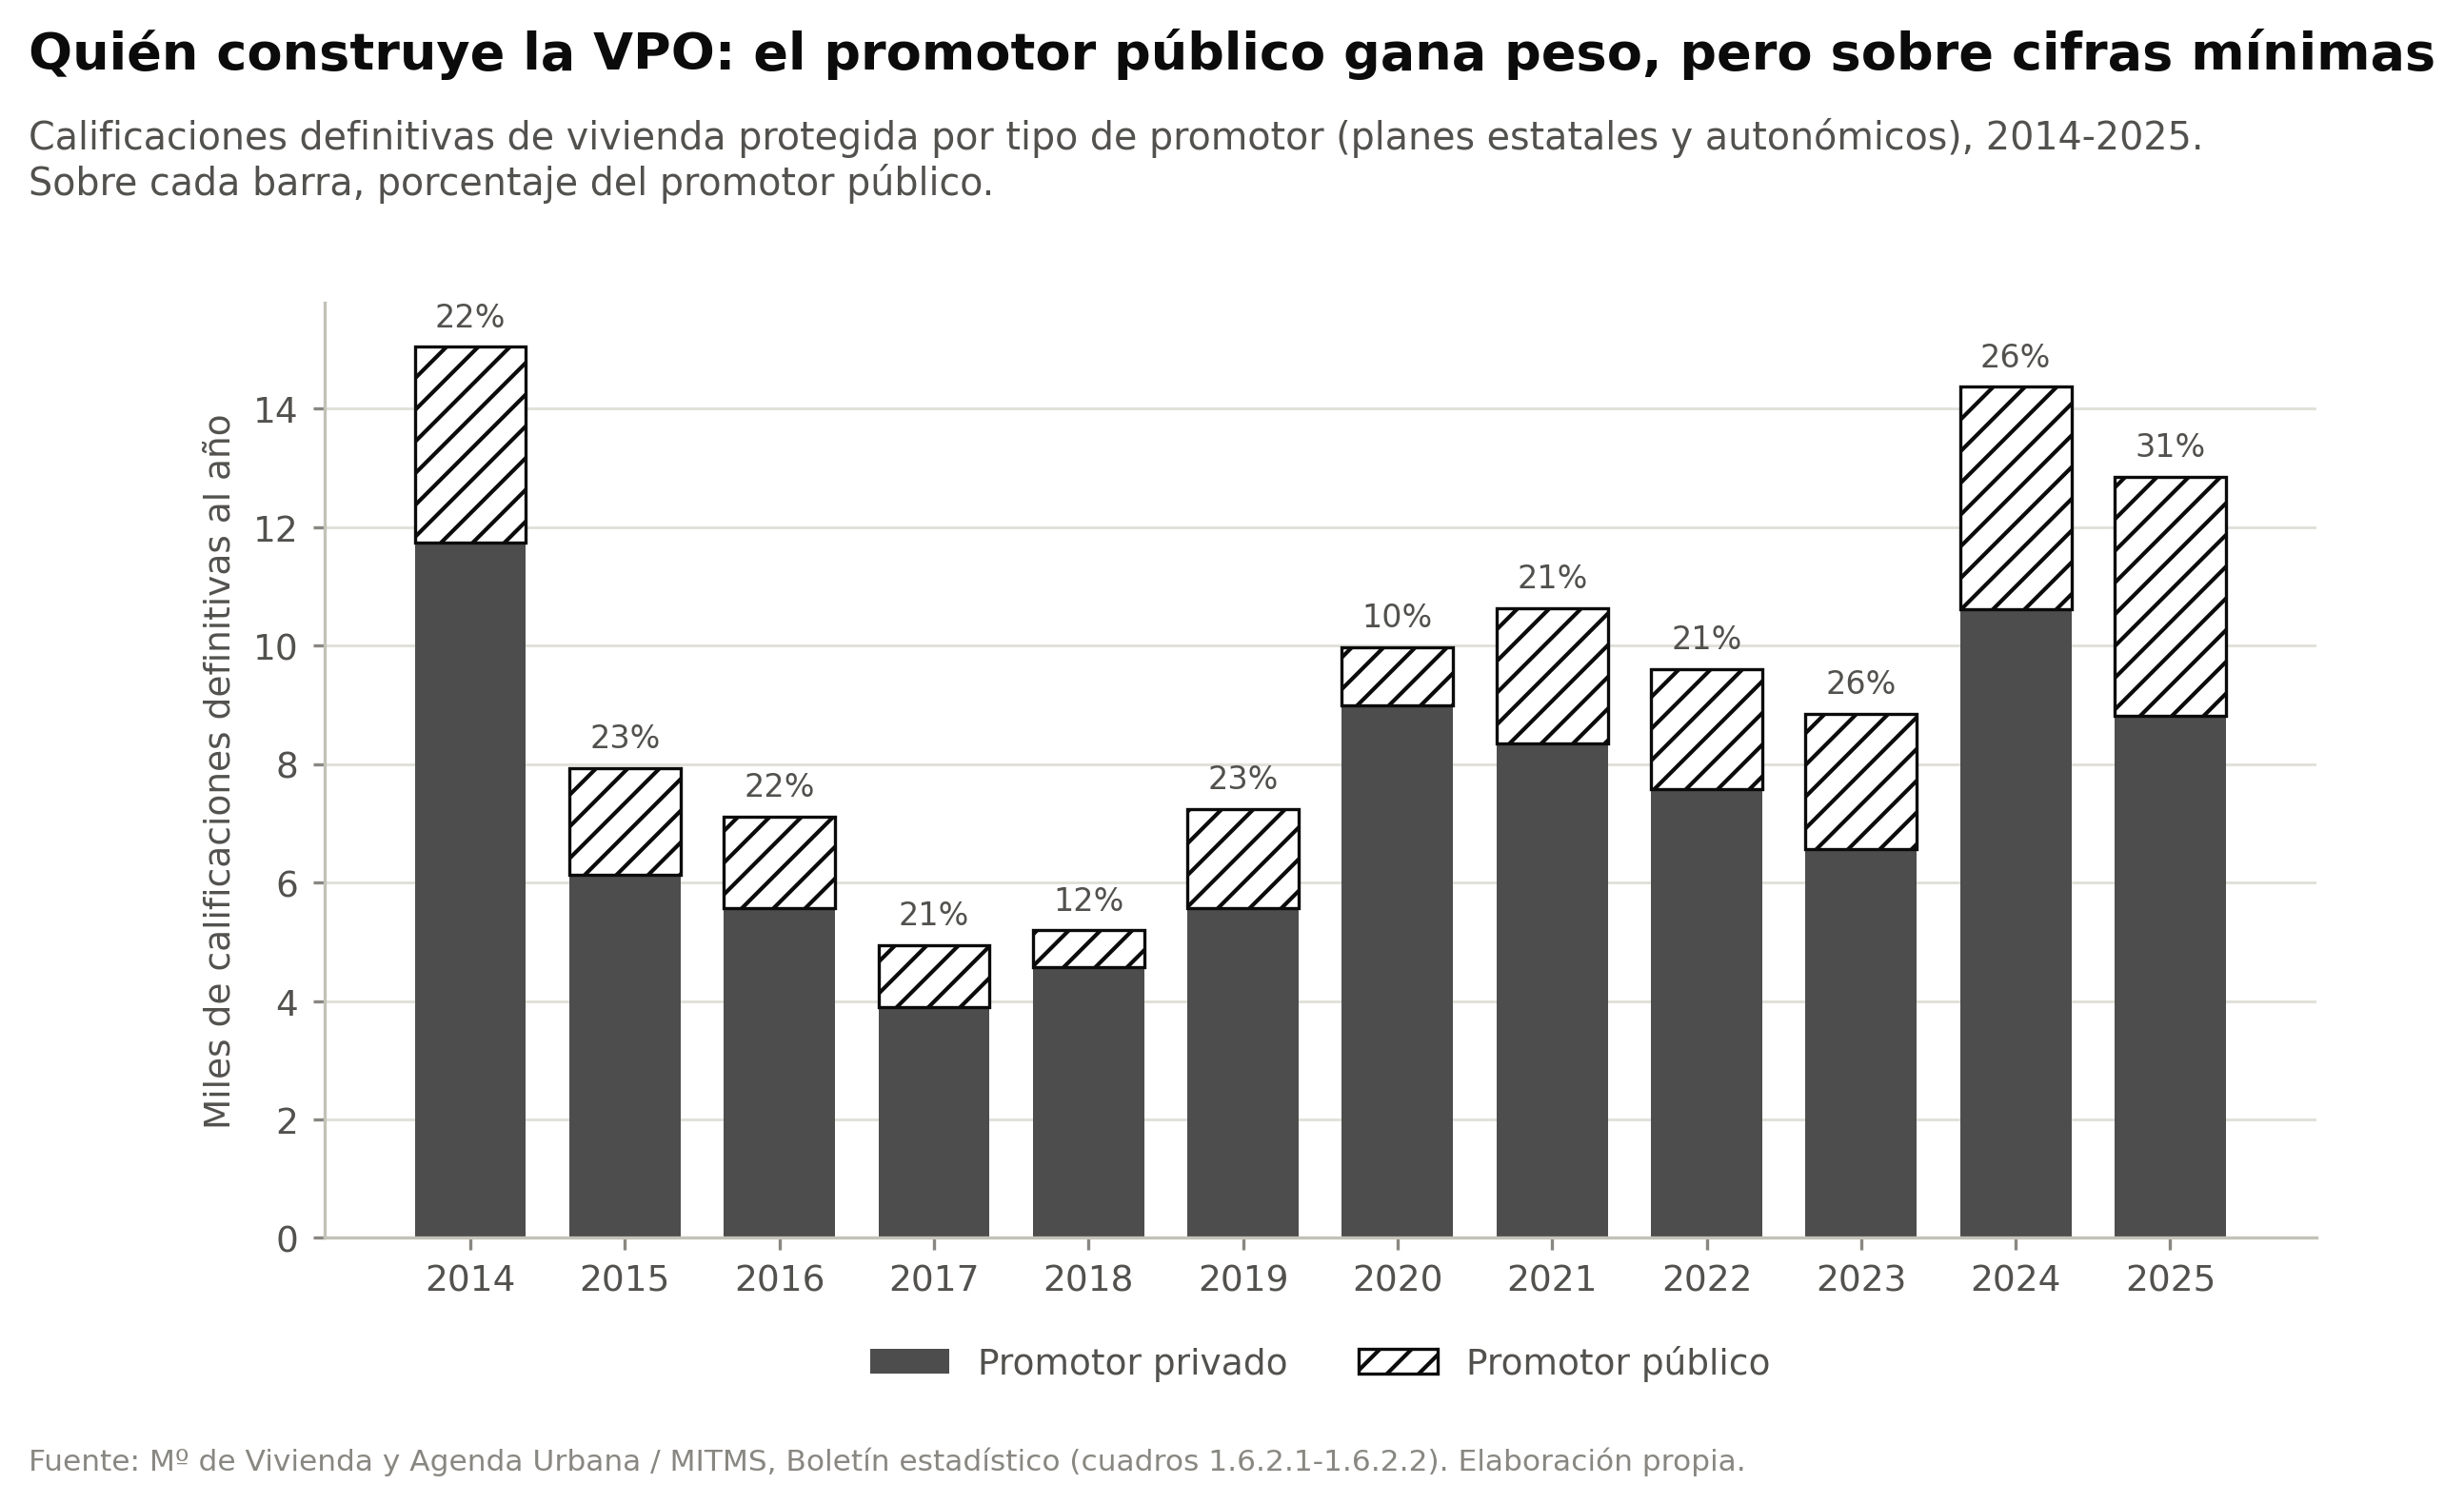 Quién construye la VPO: el promotor público gana peso, pero sobre cifras mínimas
Calificaciones definitivas de vivienda protegida por tipo de promotor (planes estatales y autonómicos), 2014-2025.
Sobre cada barra, porcentaje del promotor público.
Miles de calificaciones definitivas al año
14
12
10
8
6
4
2
0
22%
23%
22%
21%
12%
23%
10%
21%
21%
26%
26%
31%
2014 2015 2016 2017 2018 2019 2020 2021 2022 2023 2024 2025
Promotor privado Promotor público
Fuente: Mº de Vivienda y Agenda Urbana / MITMS, Boletín estadístico (cuadros 1.6.2.1-1.6.2.2). Elaboración propia.